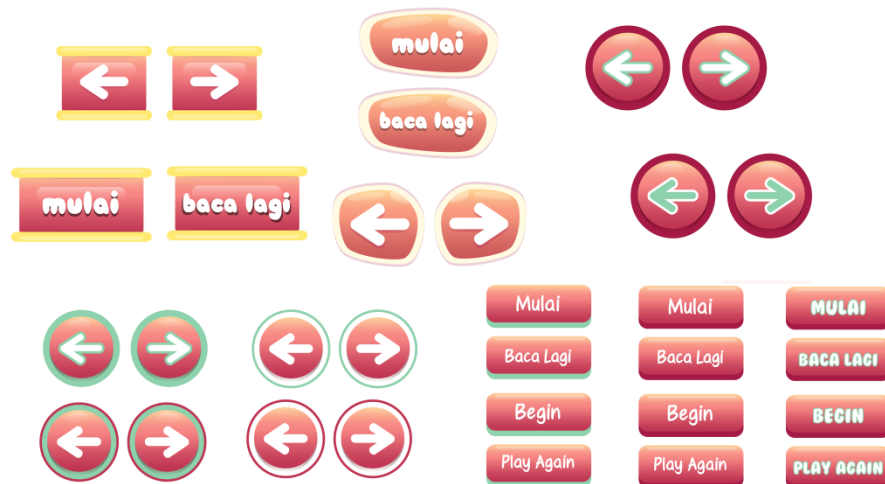 mulai
baca lagi
mulai
baca lagi
Mulai
Mulai
MULAI
Baca Lagi
Baca Lagi
BACA LAGI
Begin
Begin
BEGIN
Play Again
Play Again
PLAY AGAIN